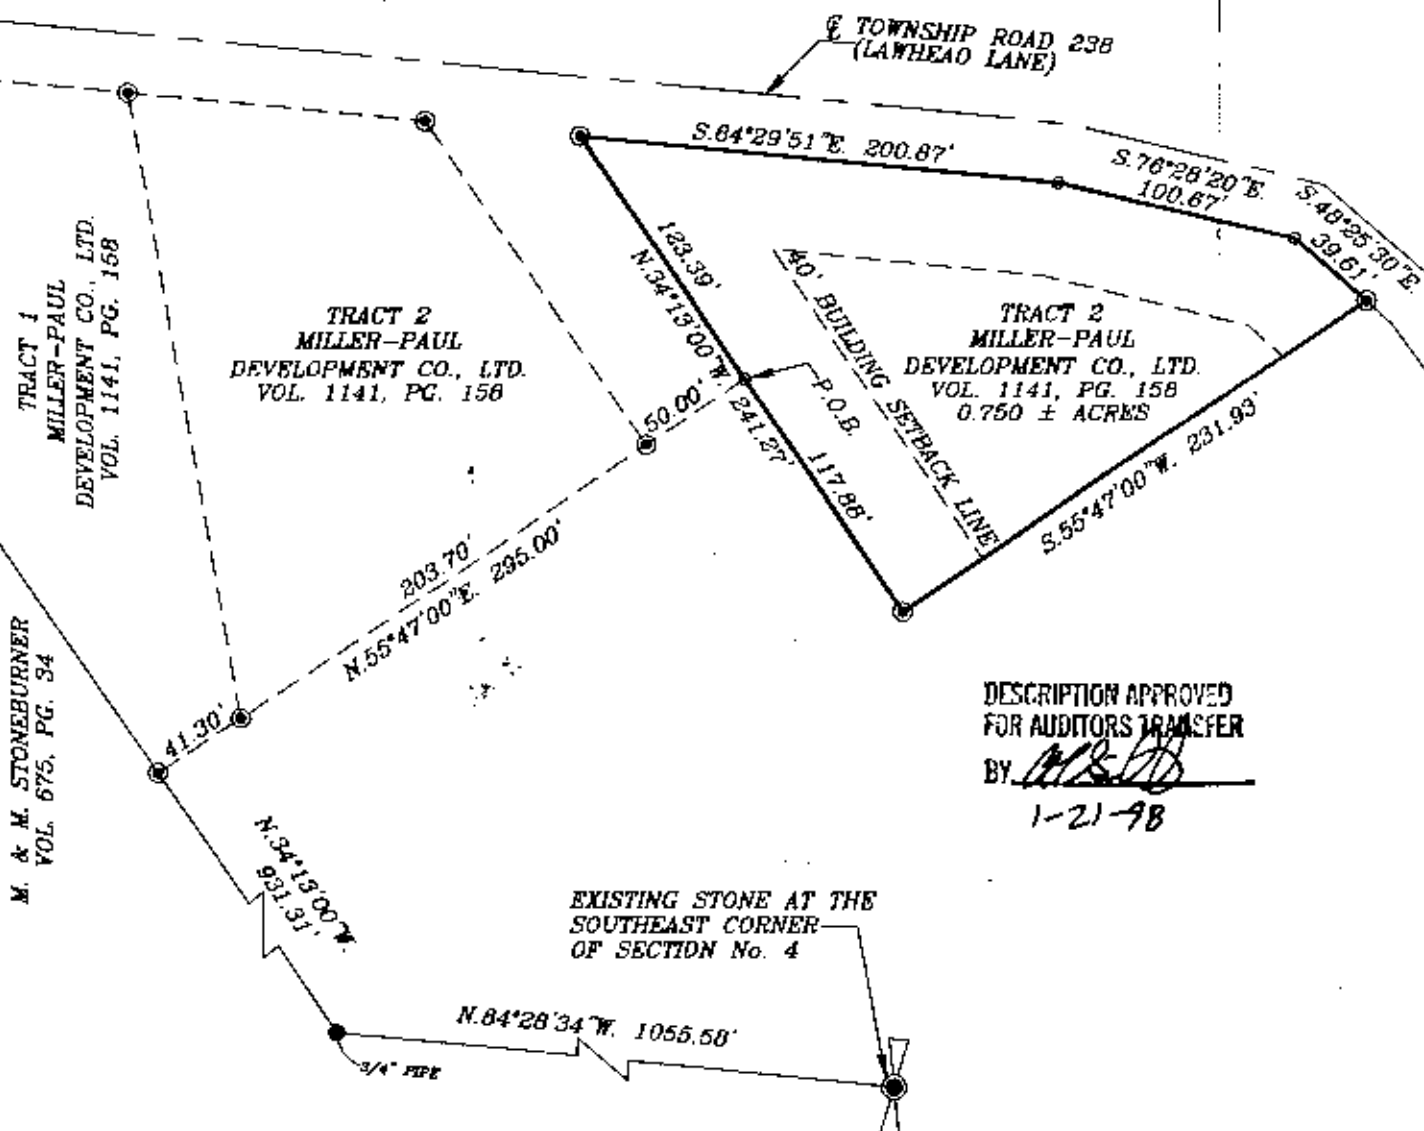 ℄ TOWNSHIP ROAD 238
(LAWHEAD LANE)
S.84°29'51"E. 200.87'
S.76°28'20"E.
100.67'
S.48°25'30"E.
39.61'
123.39'
N.34°13'00"W. 241.27'
117.88'
P.O.B.
40' BUILDING SETBACK LINE
TRACT 2
MILLER-PAUL
DEVELOPMENT CO., LTD.
VOL. 1141, PG. 158
0.750 ± ACRES
S.55°47'00"W. 231.93'
TRACT 1
MILLER-PAUL
DEVELOPMENT CO., LTD.
VOL. 1141, PG. 158
TRACT 2
MILLER-PAUL
DEVELOPMENT CO., LTD.
VOL. 1141, PG. 158
50.00'
203.70'
N.55°47'00"E. 295.00'
41.30'
M. & M. STONEBURNER
VOL. 675, PG. 34
N.34°13'00"W.
931.31'
DESCRIPTION APPROVED
FOR AUDITORS TRANSFER
BY
1-21-98
EXISTING STONE AT THE
SOUTHEAST CORNER
OF SECTION No. 4
N.84°28'34"W. 1055.58'
3/4" PIPE